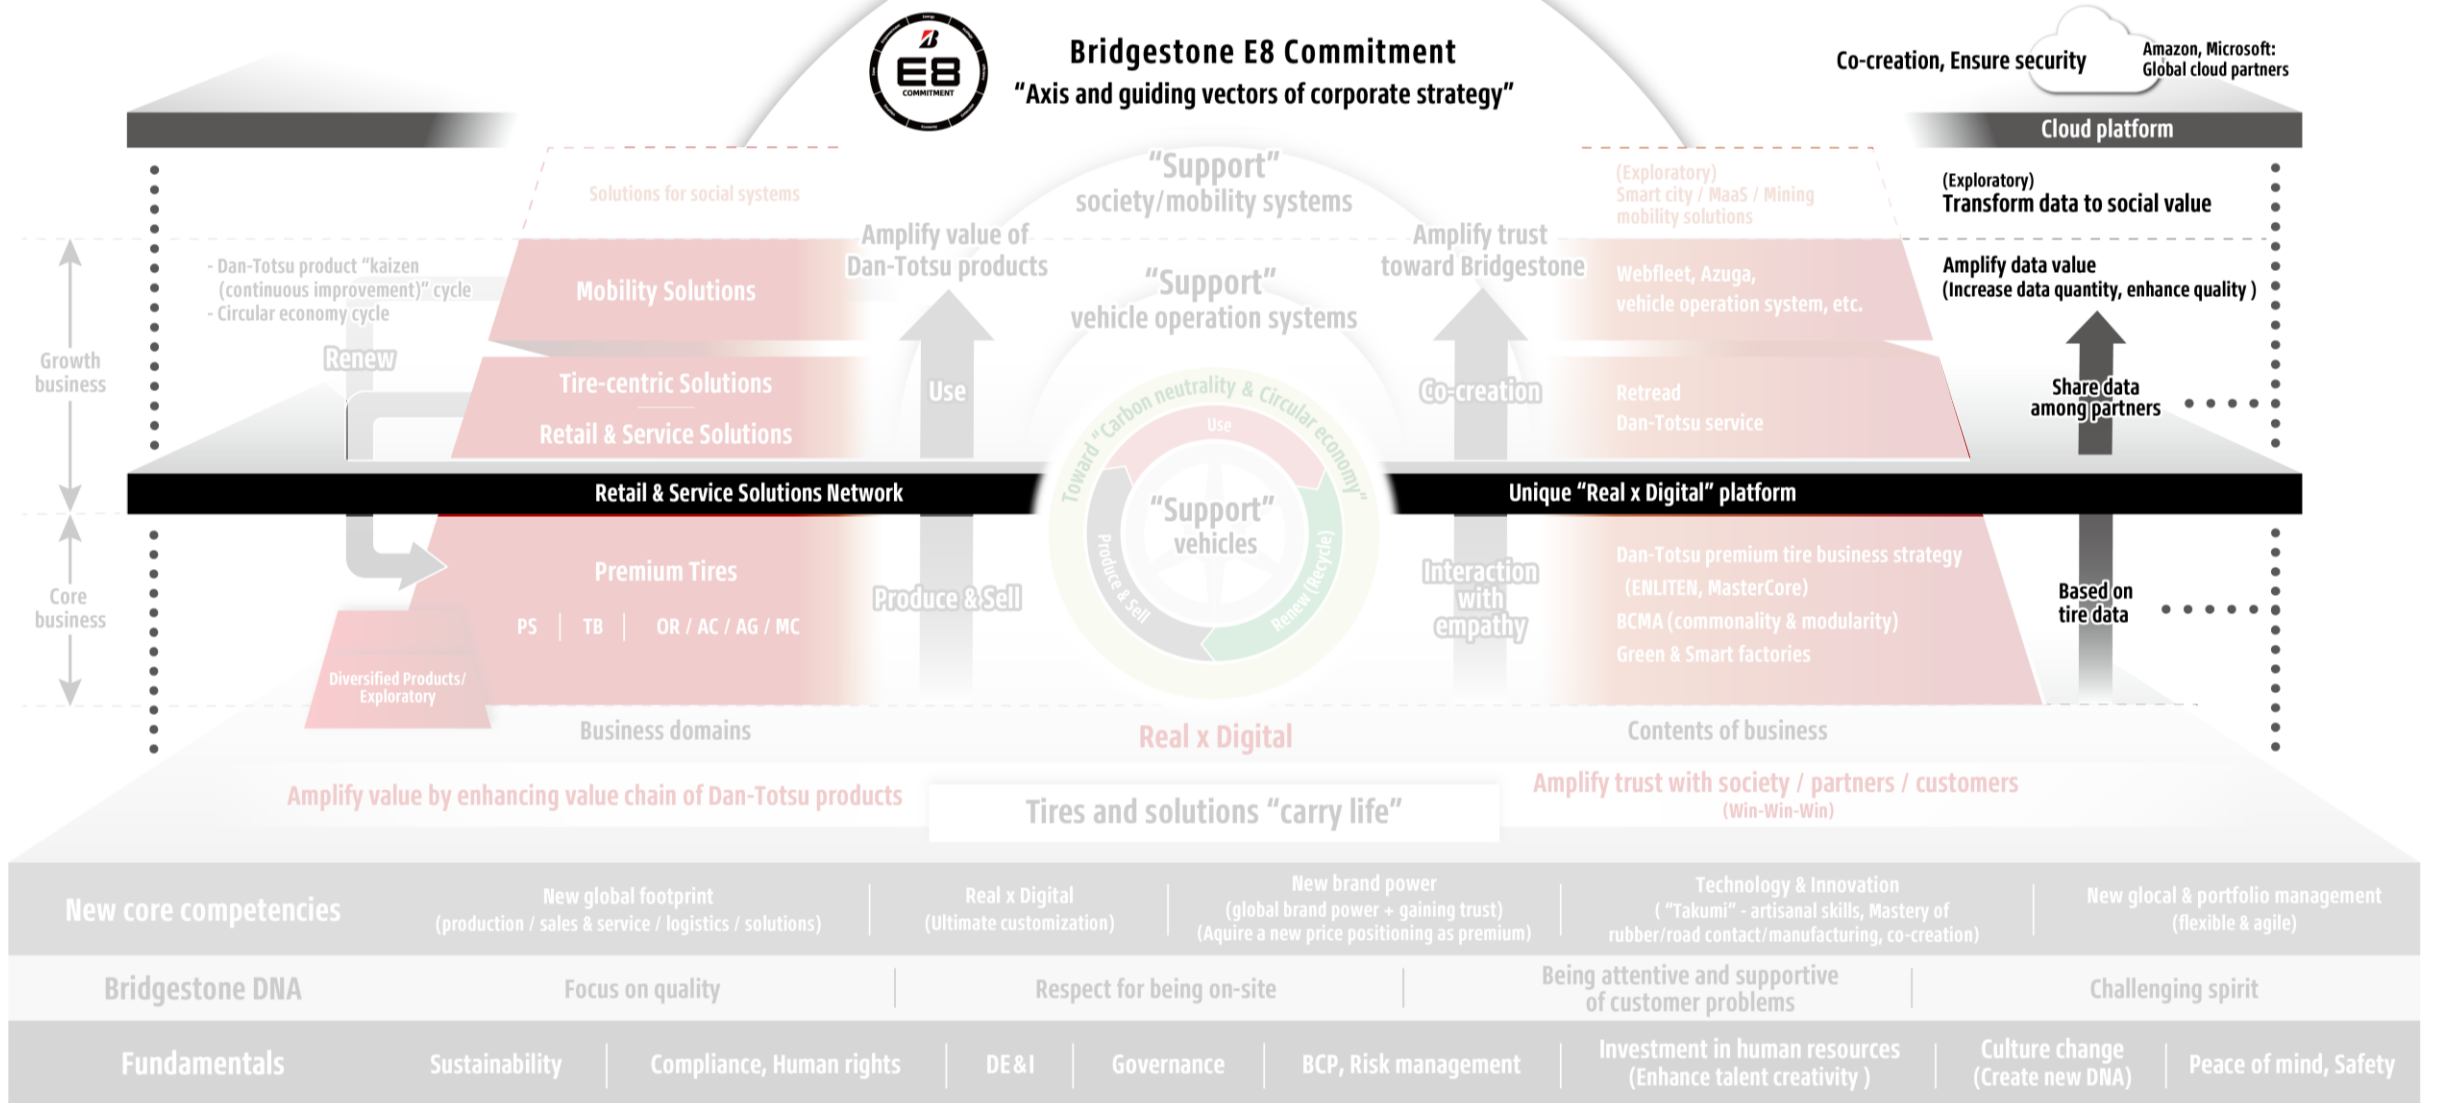 E8
COMMITMENT
Bridgestone E8 Commitment
“Axis and guiding vectors of corporate strategy”
Co-creation, Ensure security
Amazon, Microsoft:
Global cloud partners
Cloud platform
Solutions for social systems
“Support”
society/mobility systems
(Exploratory)
Smart city / MaaS / Mining
mobility solutions
(Exploratory)
Transform data to social value
- Dan-Totsu product “kaizen
(continuous improvement)” cycle
- Circular economy cycle
Renew
Mobility Solutions
Amplify value of
Dan-Totsu products
“Support”
vehicle operation systems
Amplify trust
toward Bridgestone
Webfleet, Azuga,
vehicle operation system, etc.
Amplify data value
(Increase data quantity, enhance quality )
Growth
business
Tire-centric Solutions
Retail & Service Solutions
Use
Co-creation
Retread
Dan-Totsu service
Share data
among partners
Toward “Carbon neutrality & Circular economy”
Use
Produce & Sell
Renew (Recycle)
“Support”
vehicles
Retail & Service Solutions Network
Unique “Real x Digital” platform
Core
business
Premium Tires
PS
TB
OR / AC / AG / MC
Diversified Products/
Exploratory
Produce & Sell
Interaction
with
empathy
Dan-Totsu premium tire business strategy
(ENLITEN, MasterCore)
BCMA (commonality & modularity)
Green & Smart factories
Based on
tire data
Business domains
Real x Digital
Contents of business
Amplify value by enhancing value chain of Dan-Totsu products
Tires and solutions “carry life”
Amplify trust with society / partners / customers
(Win-Win-Win)
New core competencies
New global footprint
(production / sales & service / logistics / solutions)
Real x Digital
(Ultimate customization)
New brand power
(global brand power + gaining trust)
(Aquire a new price positioning as premium)
Technology & Innovation
( “Takumi” - artisanal skills, Mastery of
rubber/road contact/manufacturing, co-creation)
New glocal & portfolio management
(flexible & agile)
Bridgestone DNA
Focus on quality
Respect for being on-site
Being attentive and supportive
of customer problems
Challenging spirit
Fundamentals
Sustainability
Compliance, Human rights
DE&I
Governance
BCP, Risk management
Investment in human resources
(Enhance talent creativity )
Culture change
(Create new DNA)
Peace of mind, Safety